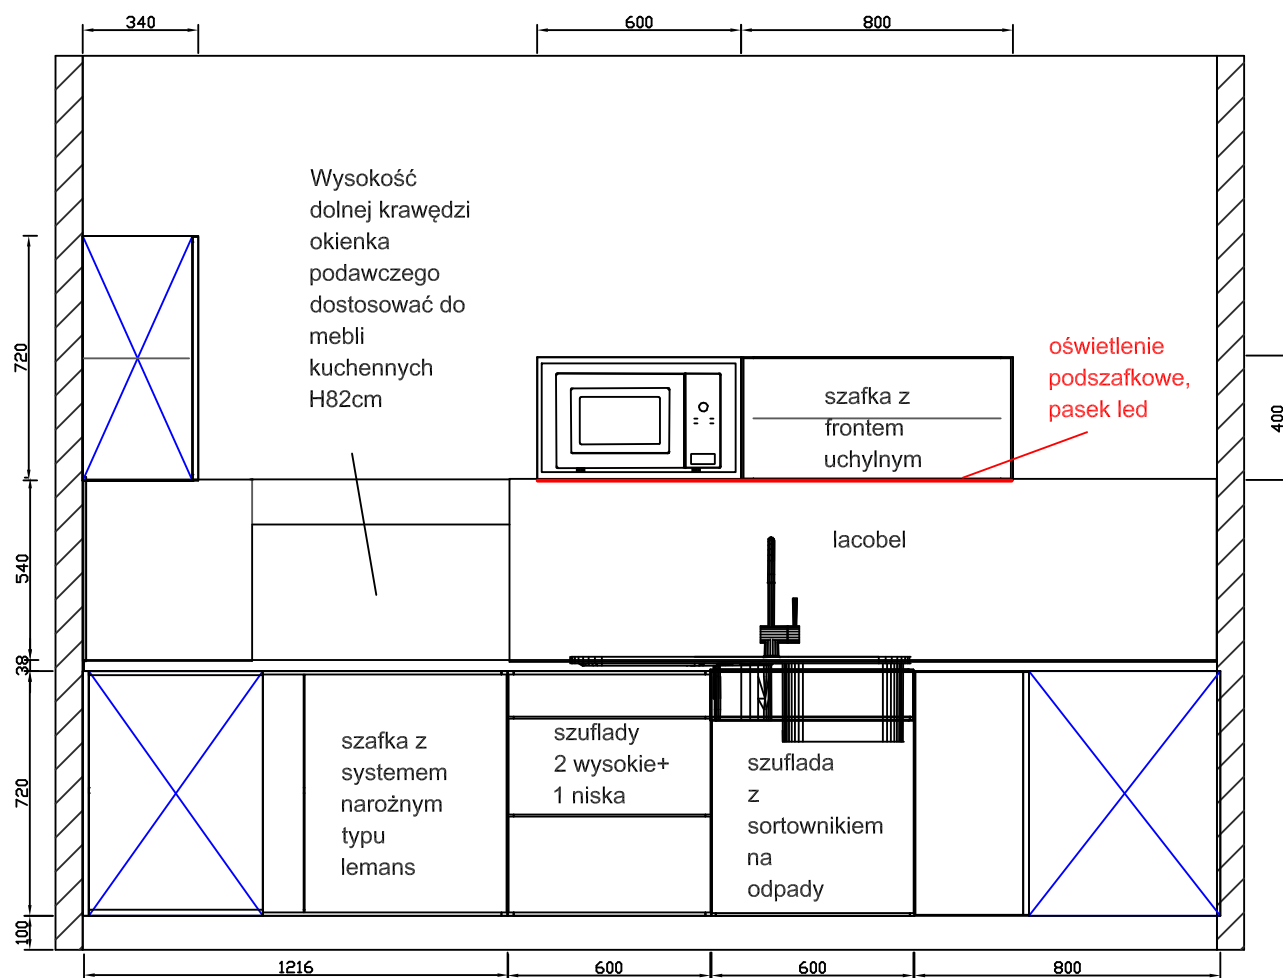 340
600
800
Wysokość
dolnej krawędzi
okienka
podawczego
dostosować do
mebli
kuchennych
H82cm
720
oświetlenie
podszafkowe,
pasek led
szafka z
frontem
uchylnym
400
540
lacobel
38
720
szafka z
systemem
narożnym
typu
lemans
szuflady
2 wysokie+
1 niska
szuflada
z
sortownikiem
na
odpady
100
1216
600
600
800